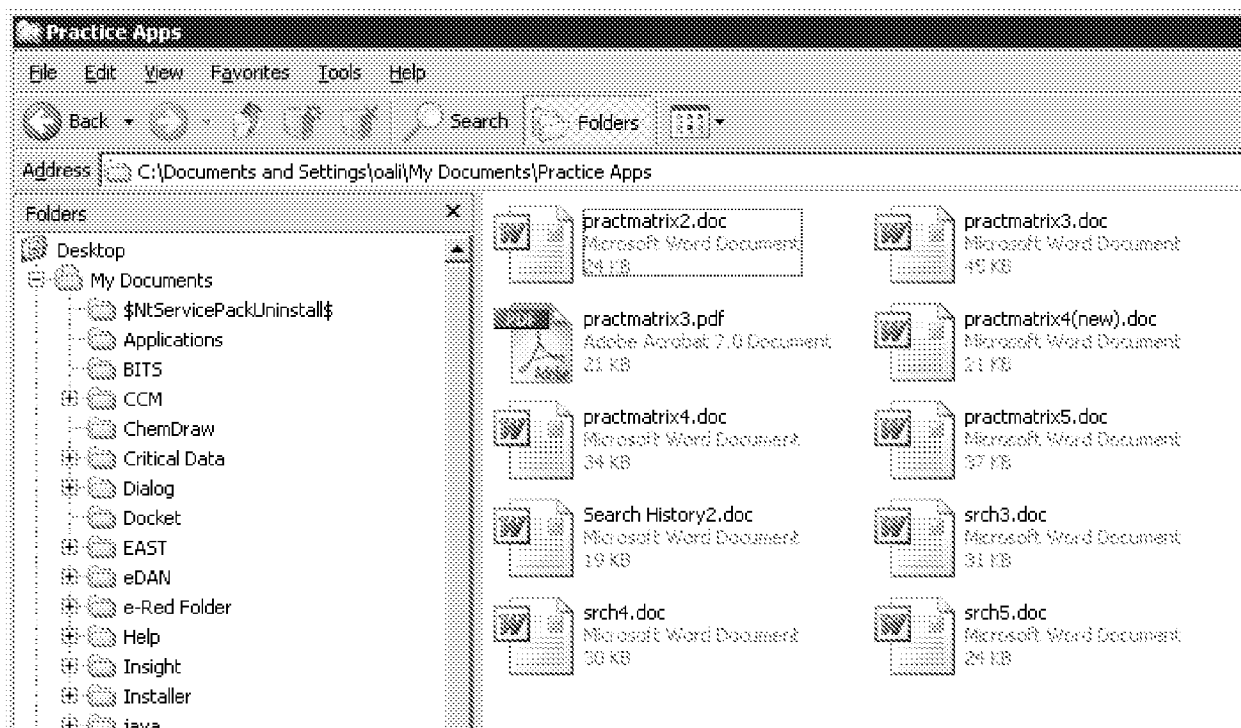 Practice Apps
File Edit View Favorites Tools Help
Back Search Folders
Address C:\Documents and Settings\oali\My Documents\Practice Apps
Folders x
Desktop
My Documents
$NtServicePackUninstall$
Applications
BITS
CCM
ChemDraw
Critical Data
Dialog
Docket
EAST
eDAN
e-Red Folder
Help
Insight
Installer
java
practmatrix2.doc
Microsoft Word Document
24 KB
practmatrix3.doc
Microsoft Word Document
45 KB
practmatrix3.pdf
Adobe Acrobat 7.0 Document
21 KB
practmatrix4(new).doc
Microsoft Word Document
21 KB
practmatrix4.doc
Microsoft Word Document
34 KB
practmatrix5.doc
Microsoft Word Document
37 KB
Search History2.doc
Microsoft Word Document
19 KB
srch3.doc
Microsoft Word Document
31 KB
srch4.doc
Microsoft Word Document
30 KB
srch5.doc
Microsoft Word Document
24 KB